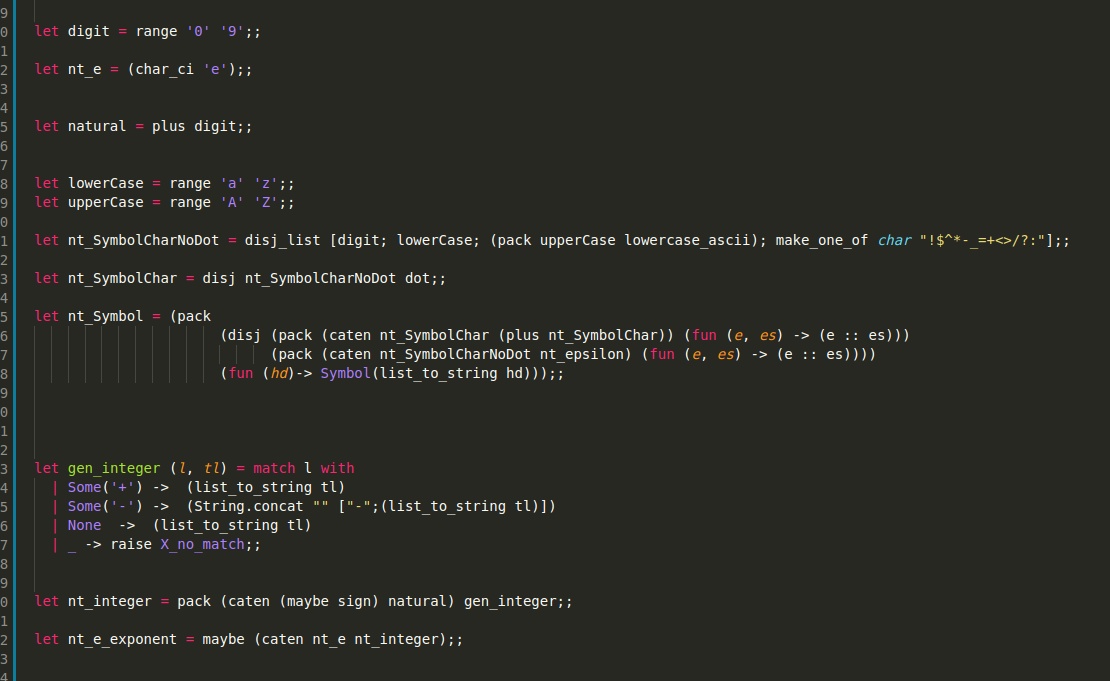 9
0 let digit = range '0' '9';;
1
2 let nt_e = (char_ci 'e');;
3
4
5 let natural = plus digit;;
6
7
8 let lowerCase = range 'a' 'z';;
9 let upperCase = range 'A' 'Z';;
0
1 let nt_SymbolCharNoDot = disj_list [digit; lowerCase; (pack upperCase lowercase_ascii); make_one_of char "!$^*-_=+<>/?:"];;
2
3 let nt_SymbolChar = disj nt_SymbolCharNoDot dot;;
4
5 let nt_Symbol = (pack
6 (disj (pack (caten nt_SymbolChar (plus nt_SymbolChar)) (fun (e, es) -> (e :: es)))
7 (pack (caten nt_SymbolCharNoDot nt_epsilon) (fun (e, es) -> (e :: es))))
8 (fun (hd)-> Symbol(list_to_string hd)));;
9
0
1
2
3 let gen_integer (l, tl) = match l with
4 | Some('+') -> (list_to_string tl)
5 | Some('-') -> (String.concat "" ["-";(list_to_string tl)])
6 | None -> (list_to_string tl)
7 | _ -> raise X_no_match;;
8
9
0 let nt_integer = pack (caten (maybe sign) natural) gen_integer;;
1
2 let nt_e_exponent = maybe (caten nt_e nt_integer);;
3
4